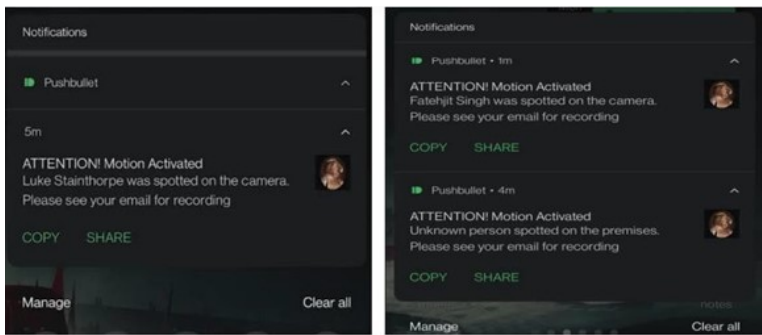 Notifications
Pushbullet
5m
ATTENTION! Motion Activated
Luke Stainthorpe was spotted on the camera.
Please see your email for recording
COPY SHARE
Manage Clear all
Notifications
Pushbullet • 1m
ATTENTION! Motion Activated
Fatehjit Singh was spotted on the camera.
Please see your email for recording
COPY SHARE
Pushbullet • 4m
ATTENTION! Motion Activated
Unknown person spotted on the premises.
Please see your email for recording
COPY SHARE
notes
Manage Clear all